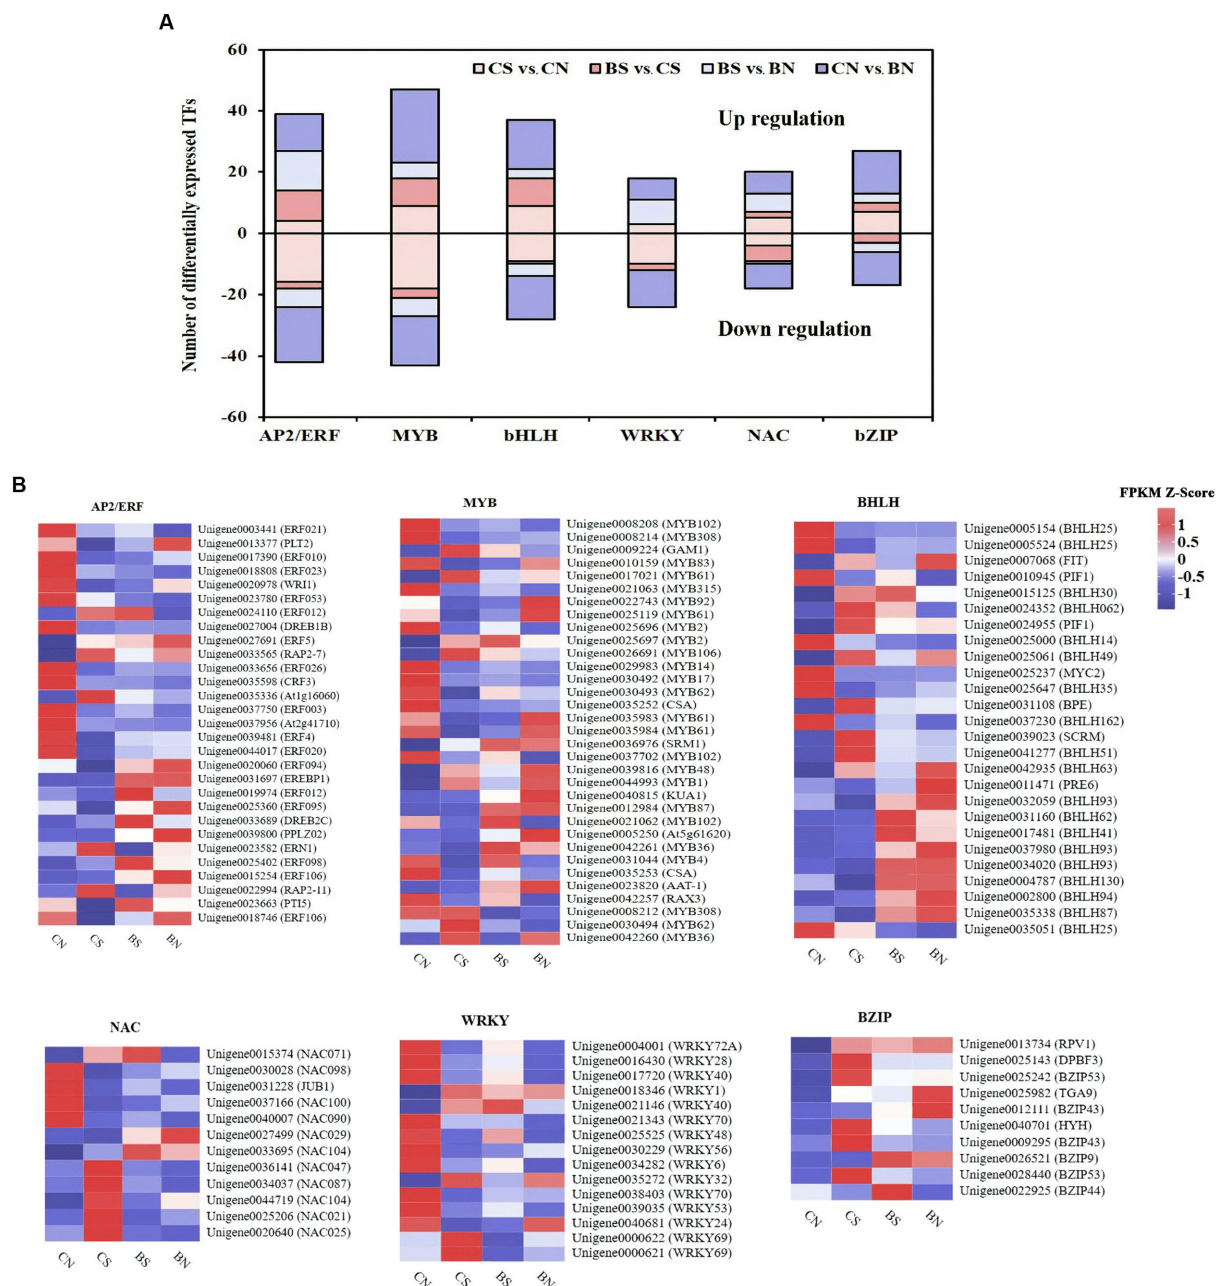 A
60
40
20
0
-20
-40
-60
Number of differentially expressed TFs
CS vs. CN
BS vs. CS
BS vs. BN
CN vs. BN
Up regulation
Down regulation
AP2/ERF
MYB
bHLH
WRKY
NAC
bZIP
B
AP2/ERF
Unigene0003441 (ERF021)
Unigene0013377 (PLT2)
Unigene0017390 (ERF010)
Unigene0018808 (ERF023)
Unigene0020978 (WRI1)
Unigene0023780 (ERF053)
Unigene0024110 (ERF012)
Unigene0027004 (DREB1B)
Unigene0027691 (ERF5)
Unigene0033565 (RAP2-7)
Unigene0033656 (ERF026)
Unigene0035598 (CRF3)
Unigene0035336 (At1g16060)
Unigene0037750 (ERF003)
Unigene0037956 (At2g41710)
Unigene0039481 (ERF4)
Unigene0044017 (ERF020)
Unigene0020060 (ERF094)
Unigene0031697 (EREBP1)
Unigene0019974 (ERF012)
Unigene0025360 (ERF095)
Unigene0033689 (DREB2C)
Unigene0039800 (PPLZ02)
Unigene0023582 (ERN1)
Unigene0025402 (ERF098)
Unigene0015254 (ERF106)
Unigene0022994 (RAP2-11)
Unigene0023663 (PTI5)
Unigene0018746 (ERF106)
CN
CS
BS
BN
MYB
Unigene0008208 (MYB102)
Unigene0008214 (MYB308)
Unigene0009224 (GAM1)
Unigene0010159 (MYB83)
Unigene0017021 (MYB61)
Unigene0021063 (MYB315)
Unigene0022743 (MYB92)
Unigene0025119 (MYB61)
Unigene0025696 (MYB2)
Unigene0025697 (MYB2)
Unigene0026691 (MYB106)
Unigene0029983 (MYB14)
Unigene0030492 (MYB17)
Unigene0030493 (MYB62)
Unigene0035252 (CSA)
Unigene0035983 (MYB61)
Unigene0035984 (MYB61)
Unigene0036976 (SRM1)
Unigene0037702 (MYB102)
Unigene0039816 (MYB48)
Unigene0044993 (MYB1)
Unigene0040815 (KUA1)
Unigene0012984 (MYB87)
Unigene0021062 (MYB102)
Unigene0005250 (At5g61620)
Unigene0042261 (MYB36)
Unigene0031044 (MYB4)
Unigene0035253 (CSA)
Unigene0023820 (AAT-1)
Unigene0042257 (RAX3)
Unigene0008212 (MYB308)
Unigene0030494 (MYB62)
Unigene0042260 (MYB36)
CN
CS
BS
BN
BHLH
Unigene0005154 (BHLH25)
Unigene0005524 (BHLH25)
Unigene0007068 (FIT)
Unigene0010945 (PIF1)
Unigene0015125 (BHLH30)
Unigene0024352 (BHLH062)
Unigene0024955 (PIF1)
Unigene0025000 (BHLH14)
Unigene0025061 (BHLH49)
Unigene0025237 (MYC2)
Unigene0025647 (BHLH35)
Unigene0031108 (BPE)
Unigene0037230 (BHLH162)
Unigene0039023 (SCRM)
Unigene0041277 (BHLH51)
Unigene0042935 (BHLH63)
Unigene0011471 (PRE6)
Unigene0032059 (BHLH93)
Unigene0031160 (BHLH62)
Unigene0017481 (BHLH41)
Unigene0037980 (BHLH93)
Unigene0034020 (BHLH93)
Unigene0004787 (BHLH130)
Unigene0002800 (BHLH94)
Unigene0035338 (BHLH87)
Unigene0035051 (BHLH25)
CN
CS
BS
BN
FPKM Z-Score
1
0.5
0
-0.5
-1
NAC
Unigene0015374 (NAC071)
Unigene0030028 (NAC098)
Unigene0031228 (JUB1)
Unigene0037166 (NAC100)
Unigene0040007 (NAC090)
Unigene0027499 (NAC029)
Unigene0033695 (NAC104)
Unigene0036141 (NAC047)
Unigene0034037 (NAC087)
Unigene0044719 (NAC104)
Unigene0025206 (NAC021)
Unigene0020640 (NAC025)
CN
CS
BS
BN
WRKY
Unigene0004001 (WRKY72A)
Unigene0016430 (WRKY28)
Unigene0017720 (WRKY40)
Unigene0018346 (WRKY1)
Unigene0021146 (WRKY40)
Unigene0021343 (WRKY70)
Unigene0025525 (WRKY48)
Unigene0030229 (WRKY56)
Unigene0034282 (WRKY6)
Unigene0035272 (WRKY32)
Unigene0038403 (WRKY70)
Unigene0039035 (WRKY53)
Unigene0040681 (WRKY24)
Unigene0000622 (WRKY69)
Unigene0000621 (WRKY69)
CN
CS
BS
BN
BZIP
Unigene0013734 (RPV1)
Unigene0025143 (DPBF3)
Unigene0025242 (BZIP53)
Unigene0025982 (TGA9)
Unigene0012111 (BZIP43)
Unigene0040701 (HYH)
Unigene0009295 (BZIP43)
Unigene0026521 (BZIP9)
Unigene0028440 (BZIP53)
Unigene0022925 (BZIP44)
CN
CS
BS
BN